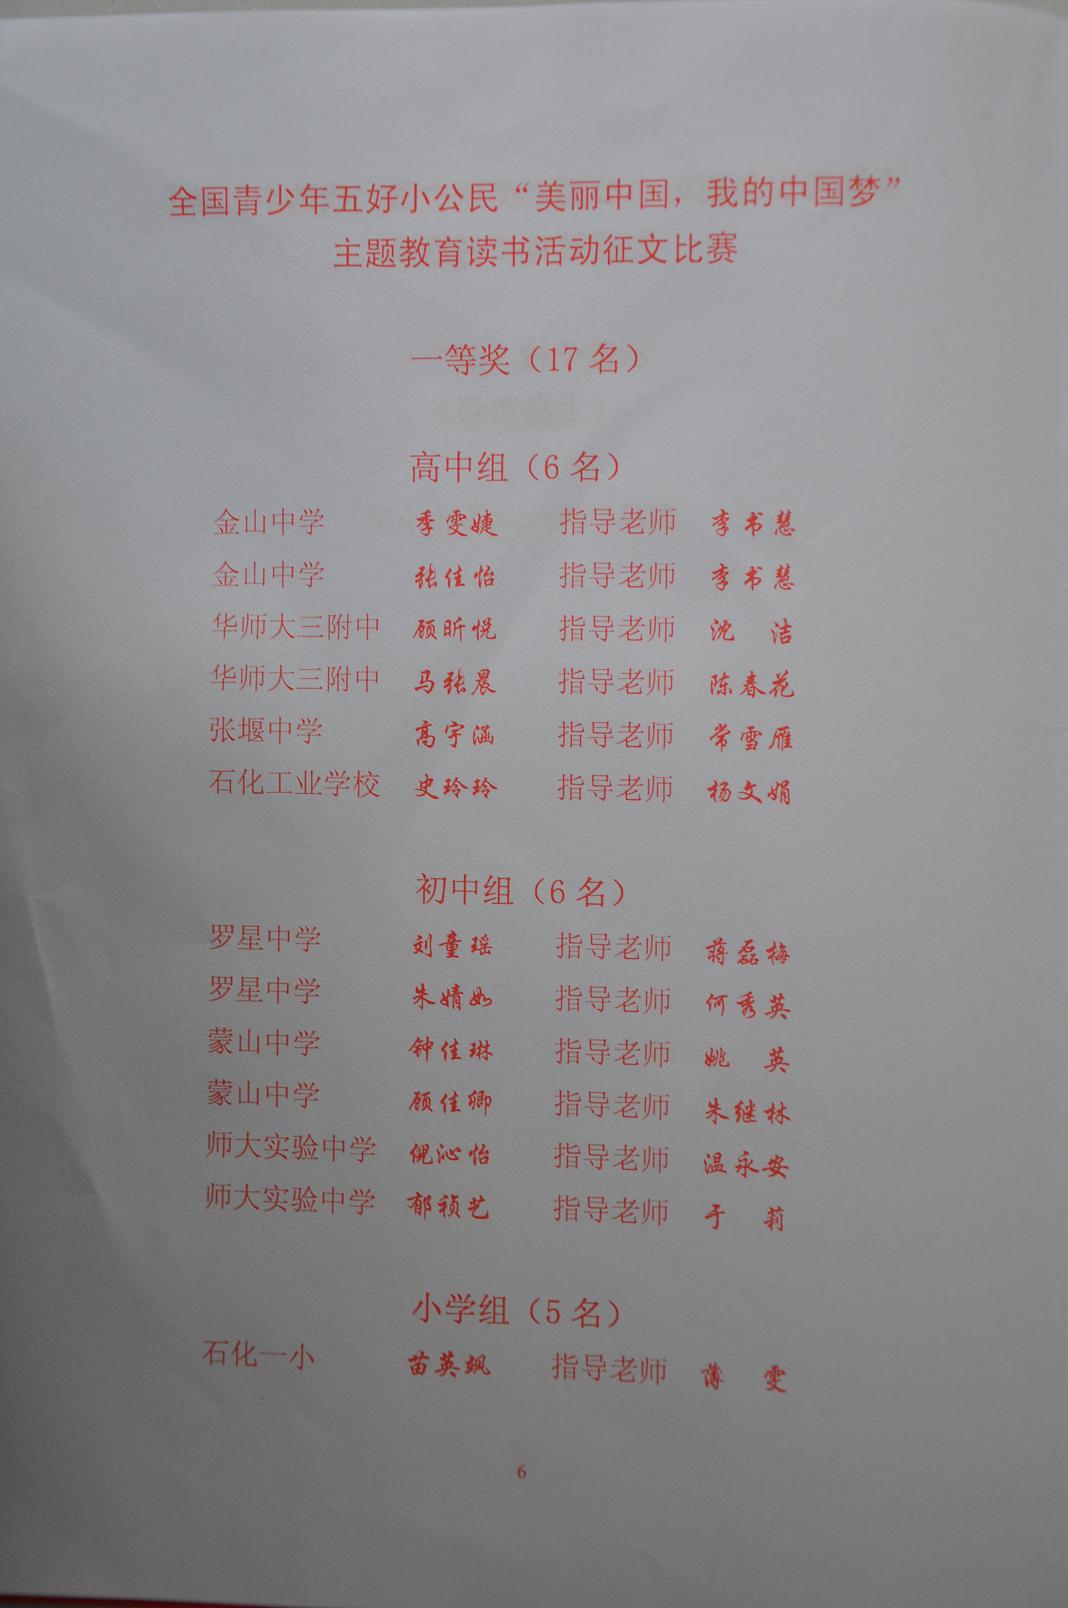 全国青少年五好小公民“美丽中国，我的中国梦”
主题教育读书活动征文比赛
一等奖（17 名）
高中组（6 名）
金山中学 季雯婕 指导老师 李书慧
金山中学 张佳怡 指导老师 李书慧
华师大三附中 顾昕悦 指导老师 沈 洁
华师大三附中 马张晨 指导老师 陈春花
张堰中学 高宇涵 指导老师 常雪雁
石化工业学校 史玲玲 指导老师 杨文娟
初中组（6 名）
罗星中学 刘童瑶 指导老师 蒋磊梅
罗星中学 朱婧如 指导老师 何秀英
蒙山中学 钟佳琳 指导老师 姚 英
蒙山中学 顾佳卿 指导老师 朱继林
师大实验中学 倪沁怡 指导老师 温永安
师大实验中学 郁祯艺 指导老师 于 莉
小学组（5 名）
石化一小 苗英飒 指导老师 薄 雯
6